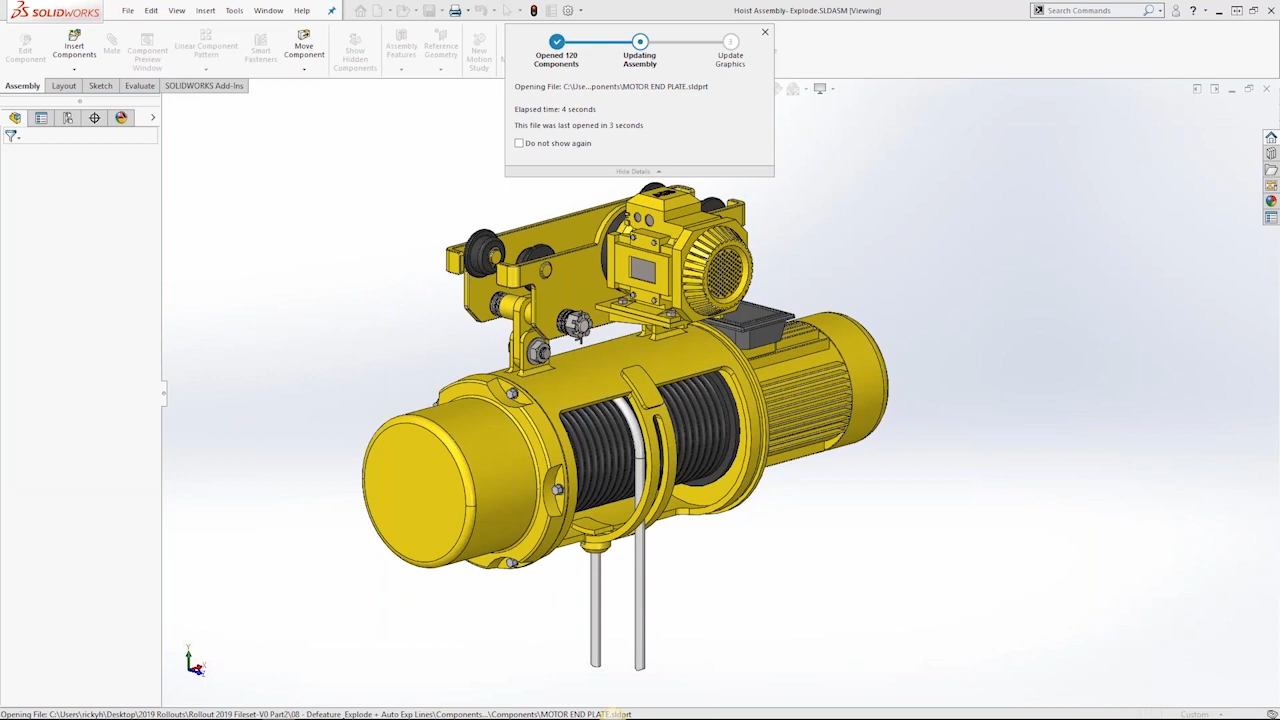 SOLIDWORKS File Edit View Insert Tools Window Help
Hoist Assembly- Explode.SLDASM [Viewing]
Search Commands
Edit Component
Insert Components
Mate
Component Preview Window
Linear Component Pattern
Smart Fasteners
Move Component
Show Hidden Components
Assembly Features
Reference Geometry
New Motion Study
Assembly Layout Sketch Evaluate SOLIDWORKS Add-Ins
3
Opened 120 Components
Updating Assembly
Update Graphics
Opening File: C:\Use...ponents\MOTOR END PLATE.sldprt
Elapsed time: 4 seconds
This file was last opened in 3 seconds
Do not show again
Hide Details
Y
X
Z
Opening File: C:\Users\rickyh\Desktop\2019 Rollouts\Rollout 2019 Fileset-V0 Part2\08 - Defeature_Explode + Auto Exp Lines\Components...\Components\MOTOR END PLATE.sldprt
Custom